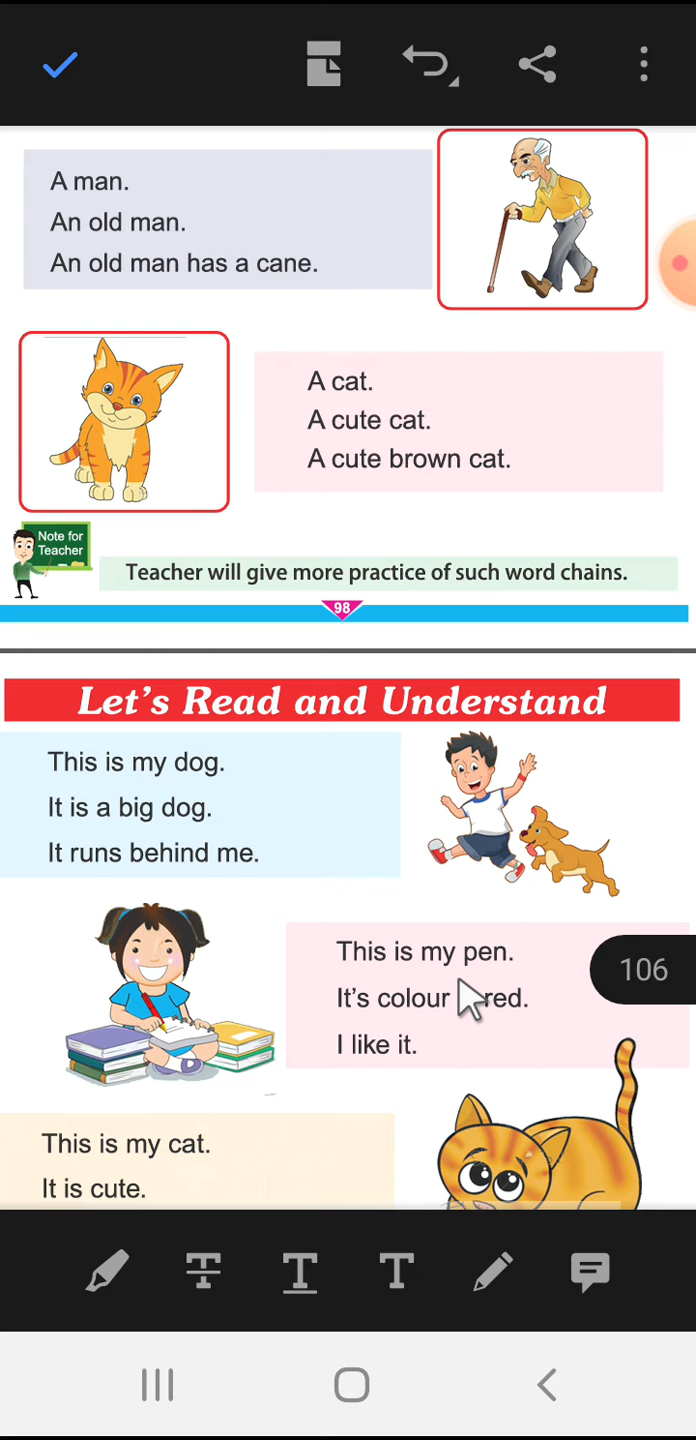 A man.
An old man.
An old man has a cane.
A cat.
A cute cat.
A cute brown cat.
Note for
Teacher
Teacher will give more practice of such word chains.
98
Let's Read and Understand
This is my dog.
It is a big dog.
It runs behind me.
This is my pen.
It's colour red.
I like it.
106
This is my cat.
It is cute.